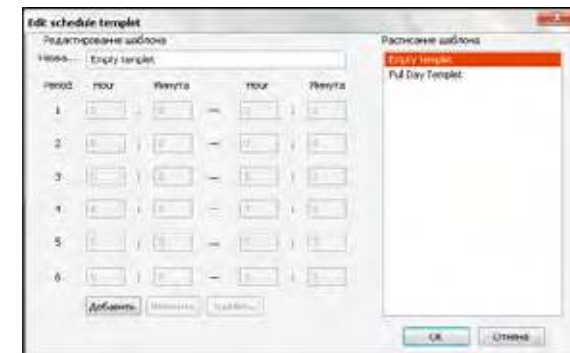 Edit schedule templet
Редактирование шаблона
Расписание шаблона
Назва... Empty templet
Empty templet
Full Day Templet
Period Hour Минута Hour Минута
1 : — :
2 : — :
3 : — :
4 : — :
5 : — :
6 : — :
Добавить
OK Отмена